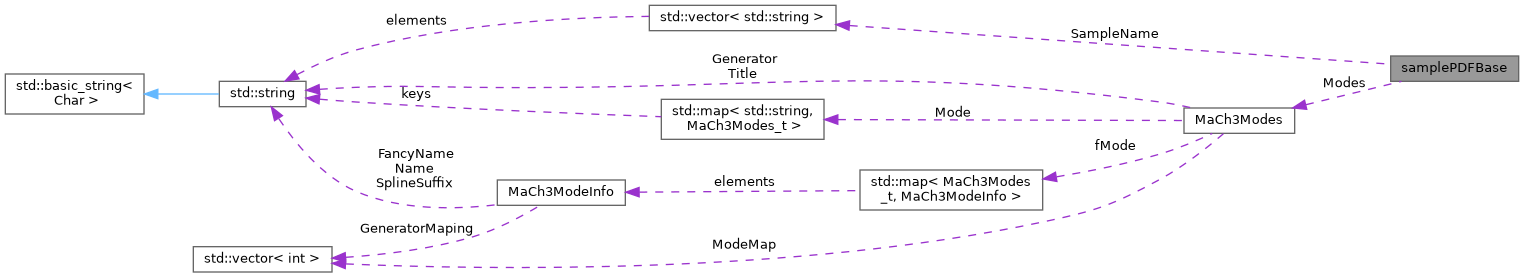 std::vector< std::string >
elements
SampleName
samplePDFBase
Generator
Title
Modes
std::basic_string<
Char >
std::string
keys
std::map< std::string,
MaCh3Modes_t >
Mode
MaCh3Modes
fMode
FancyName
Name
SplineSuffix
MaCh3ModeInfo
elements
std::map< MaCh3Modes
_t, MaCh3ModeInfo >
GeneratorMaping
ModeMap
std::vector< int >